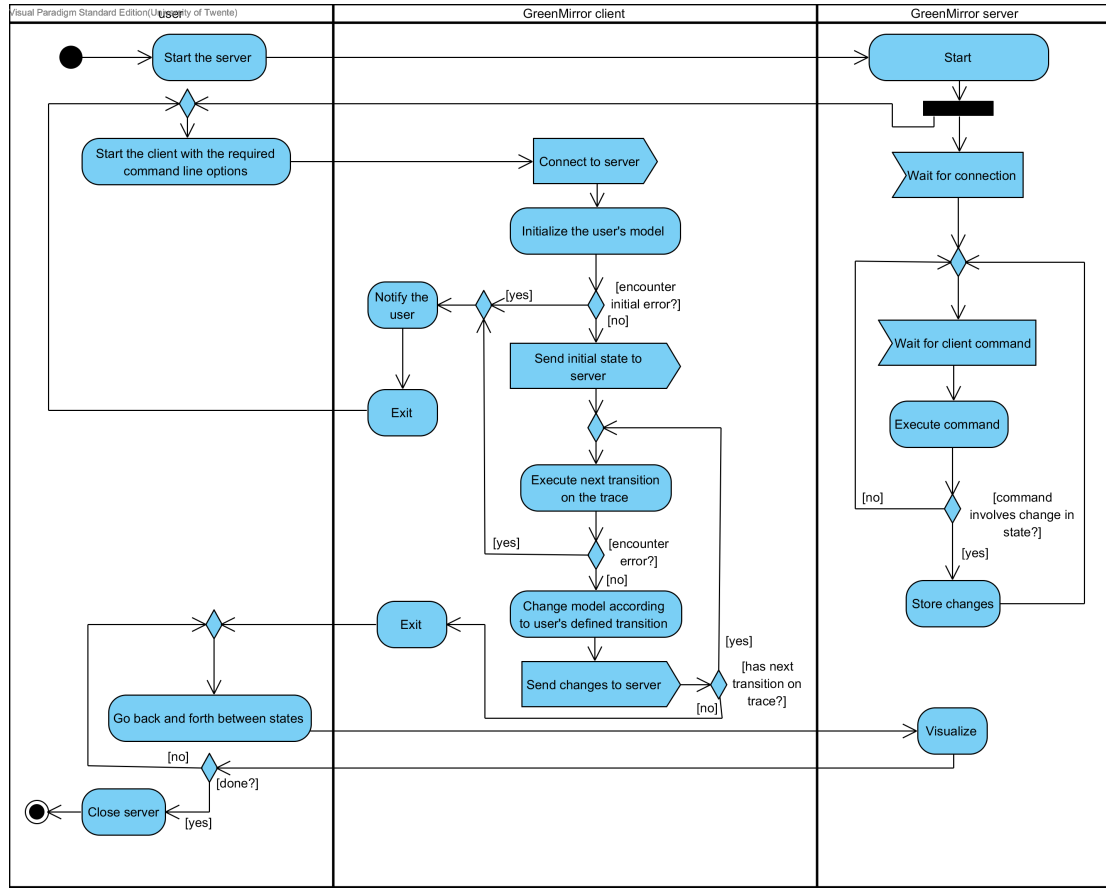 Visual Paradigm Standard Edition(University of Twente)
user
GreenMirror client
GreenMirror server
Start the server
Start
Start the client with the required
command line options
Connect to server
Wait for connection
Initialize the user's model
Notify the
user
[yes]
[encounter
initial error?]
[no]
Wait for client command
Send initial state to
server
Exit
Execute command
Execute next transition
on the trace
[no]
[command
involves change in
state?]
[yes]
[encounter
error?]
[yes]
[no]
Store changes
Exit
Change model according
to user's defined transition
[yes]
Send changes to server
[has next
transition on
trace?]
[no]
Go back and forth between states
Visualize
[no]
[done?]
Close server
[yes]